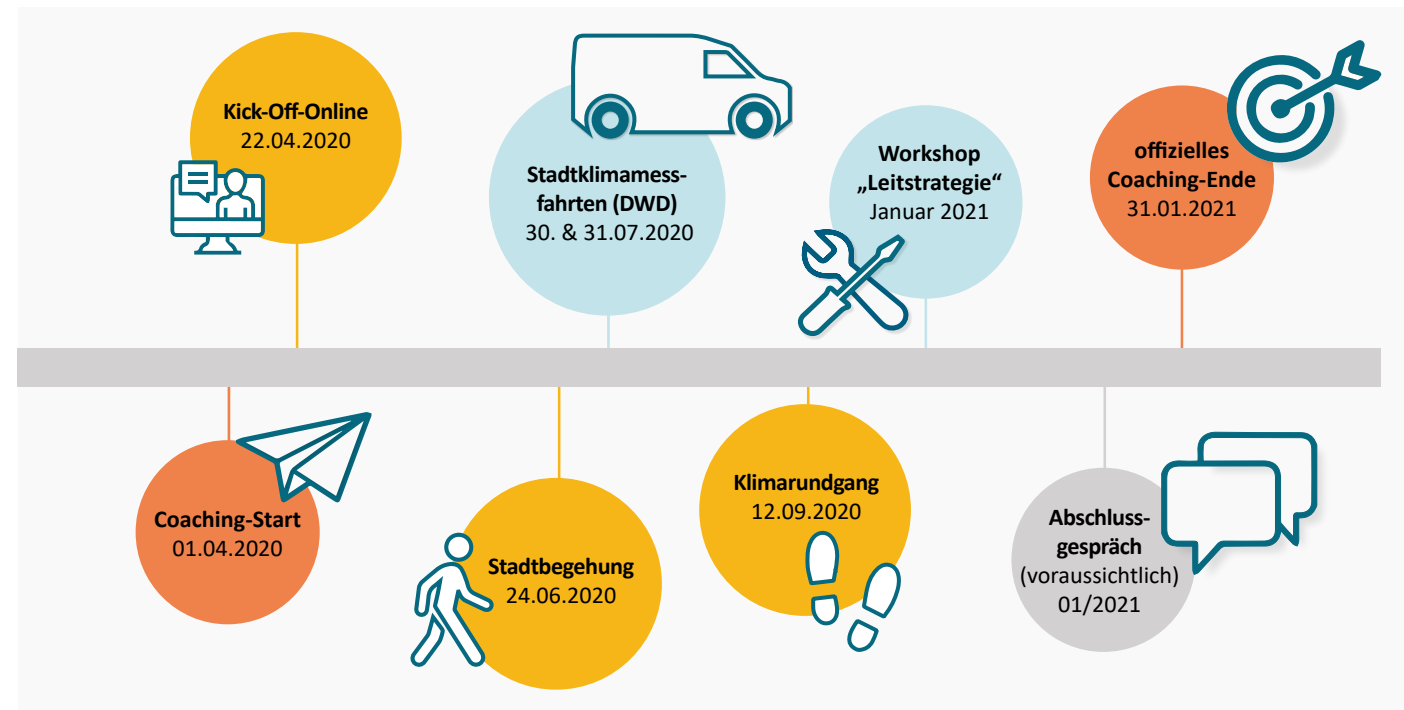 Kick-Off-Online
22.04.2020
Stadtklimamess-
fahrten (DWD)
30. & 31.07.2020
Workshop
„Leitstrategie“
Januar 2021
offizielles
Coaching-Ende
31.01.2021
Coaching-Start
01.04.2020
Stadtbegehung
24.06.2020
Klimarundgang
12.09.2020
Abschluss-
gespräch
(voraussichtlich)
01/2021